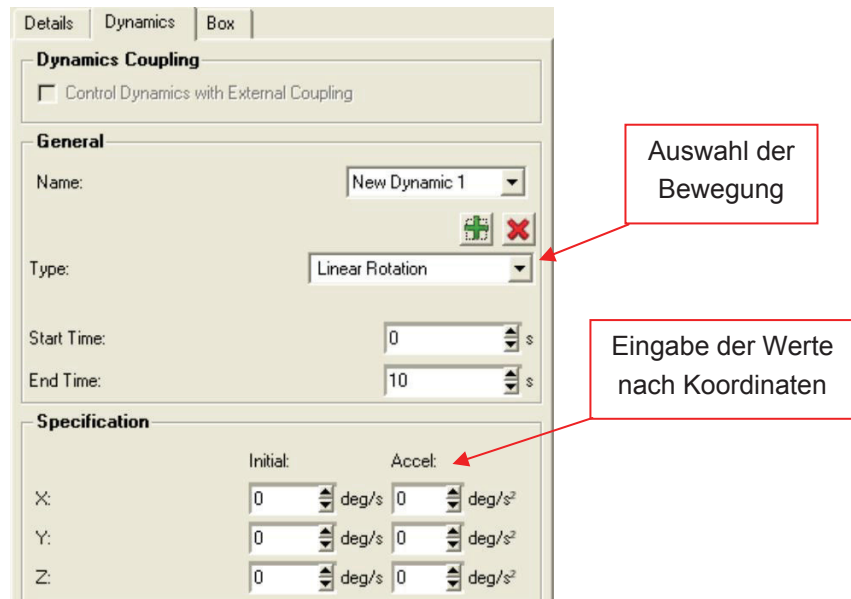 Details Dynamics Box
Dynamics Coupling
Control Dynamics with External Coupling
General
Name: New Dynamic 1
Auswahl der
Bewegung
Type: Linear Rotation
Start Time: 0 s
End Time: 10 s
Eingabe der Werte
nach Koordinaten
Specification
Initial: Accel:
X: 0 deg/s 0 deg/s²
Y: 0 deg/s 0 deg/s²
Z: 0 deg/s 0 deg/s²